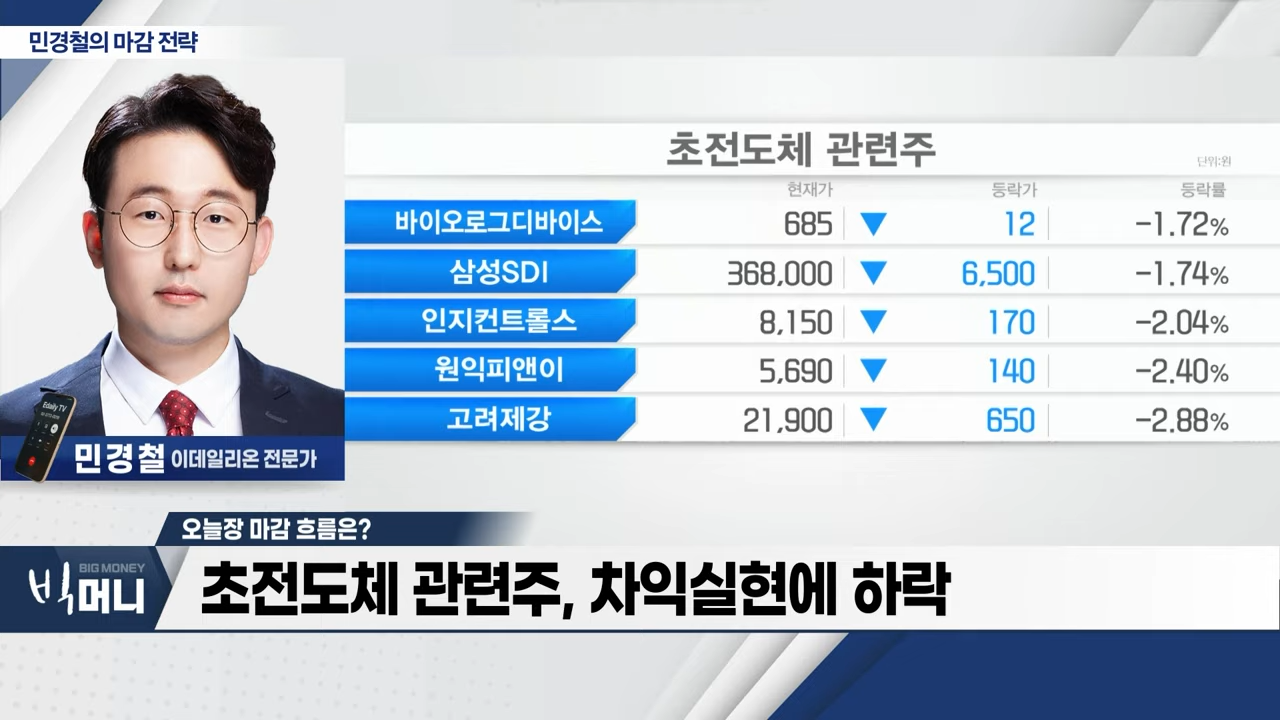 민경철의 마감 전략
초전도체 관련주
단위:원
현재가 등락가 등락률
바이오로그디바이스 685 ▼ 12 -1.72%
삼성SDI 368,000 ▼ 6,500 -1.74%
인지컨트롤스 8,150 ▼ 170 -2.04%
원익피앤이 5,690 ▼ 140 -2.40%
고려제강 21,900 ▼ 650 -2.88%
Edaily TV
민경철 이데일리온 전문가
오늘장 마감 흐름은?
BIG MONEY
빅머니
초전도체 관련주, 차익실현에 하락